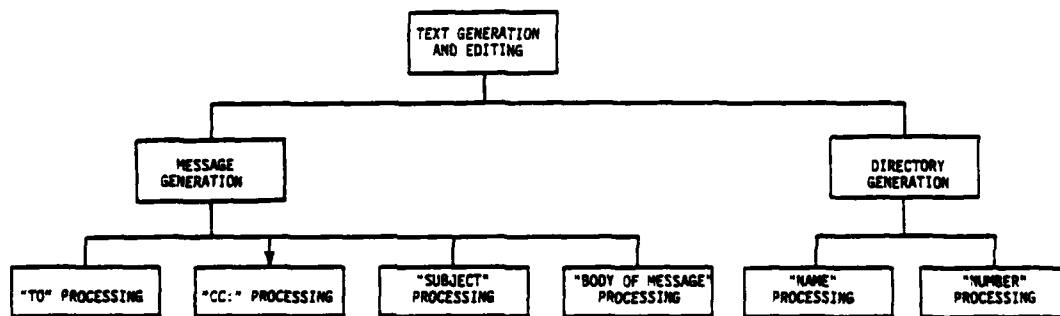 TEXT GENERATION
AND EDITING
MESSAGE
GENERATION
DIRECTORY
GENERATION
"TO" PROCESSING
"CC:" PROCESSING
"SUBJECT"
PROCESSING
"BODY OF MESSAGE"
PROCESSING
"NAME"
PROCESSING
"NUMBER"
PROCESSING